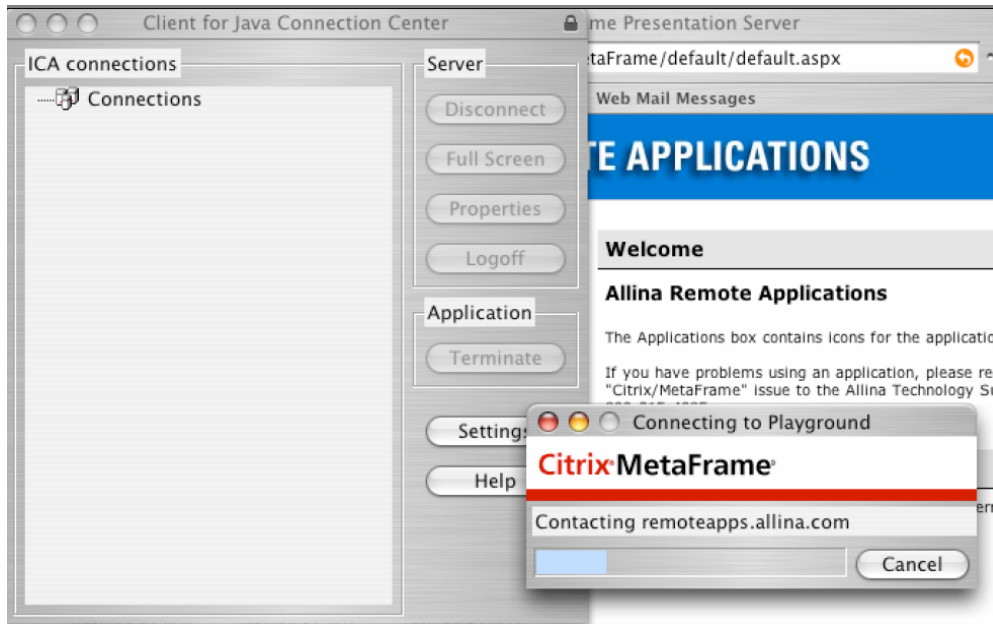 Client for Java Connection Center
ICA connections
Connections
Server
Disconnect
Full Screen
Properties
Logoff
Application
Terminate
Settings
Help
me Presentation Server
taFrame/default/default.aspx
Web Mail Messages
TE APPLICATIONS
Welcome
Allina Remote Applications
The Applications box contains icons for the applicatio
If you have problems using an application, please re
"Citrix/MetaFrame" issue to the Allina Technology S
Connecting to Playground
Citrix® MetaFrame®
Contacting remoteapps.allina.com
Cancel